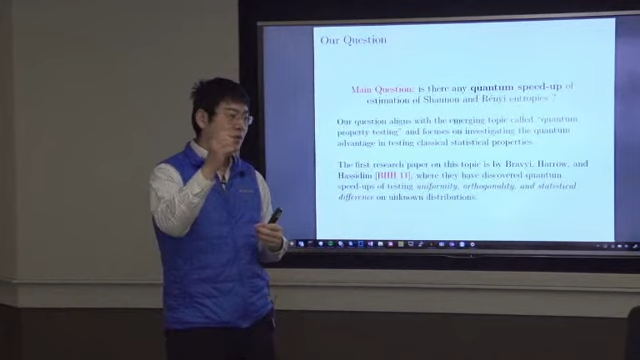 Our Question
Main Question: is there any quantum speed-up of
estimation of Shannon and Rényi entropies ?
Our question aligns with the emerging topic called "quantum
property testing" and focuses on investigating the quantum
advantage in testing classical statistical properties.
The first research paper on this topic is by Bravyi, Harrow, and
Hassidim [BHH 11], where they have discovered quantum
speed-ups of testing uniformity, orthogonality, and statistical
difference on unknown distributions.